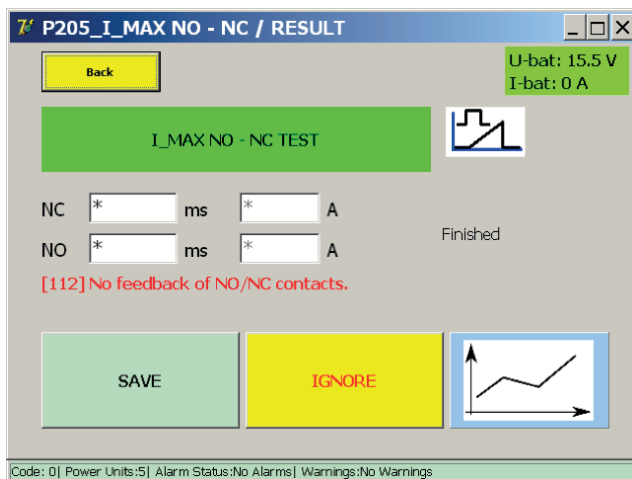 P205_I_MAX NO - NC / RESULT
Back
U-bat: 15.5 V
I-bat: 0 A
I_MAX NO - NC TEST
NC * ms * A
NO * ms * A
Finished
[112] No feedback of NO/NC contacts.
SAVE
IGNORE
Code: 0| Power Units:5| Alarm Status:No Alarms| Warnings:No Warnings